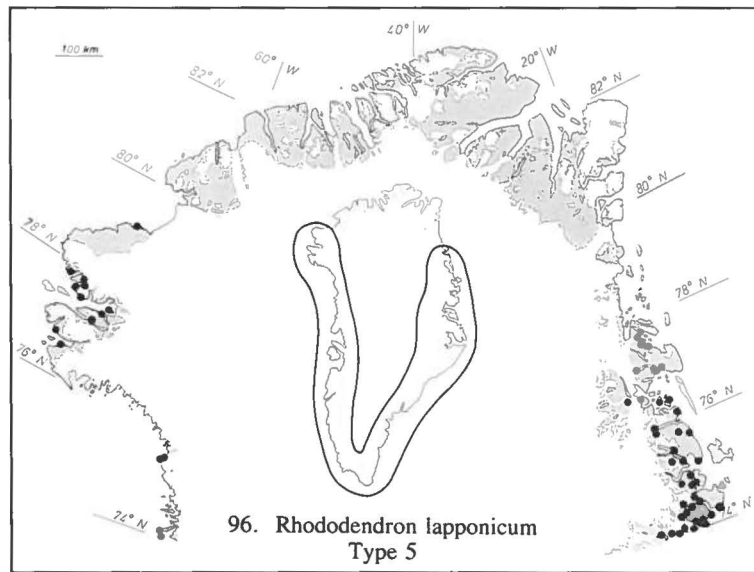 100 km
40° W
60° W
20° W
82° N
82° N
80° N
80° N
78° N
78° N
76° N
76° N
74° N
74° N
96. Rhododendron lapponicum
Type 5